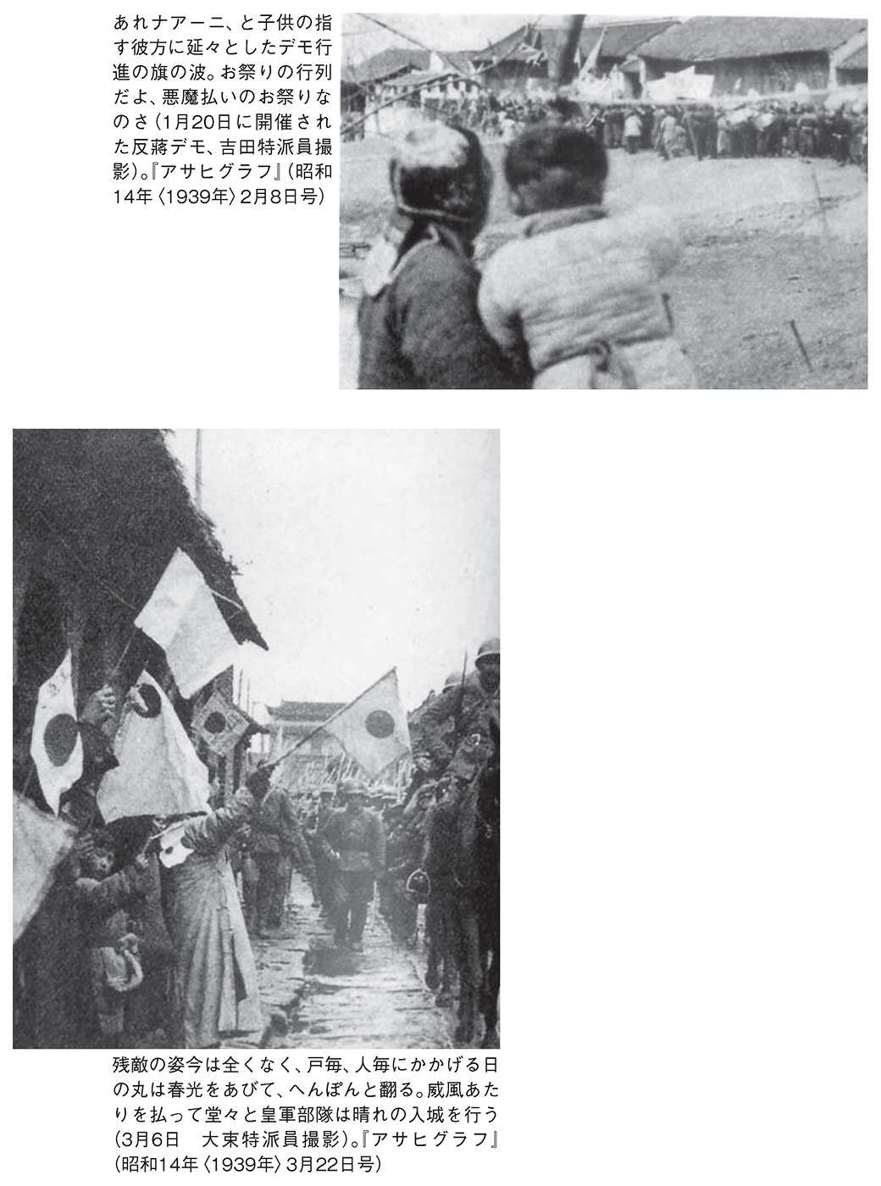 あれナアーニ、と子供の指
す彼方に延々としたデモ行
進の旗の波。お祭りの行列
だよ、悪魔払いのお祭りな
のさ（1月20日に開催され
た反蔣デモ、吉田特派員撮
影）。『アサヒグラフ』（昭和
14年〈1939年〉2月8日号）
残敵の姿今は全くなく、戸毎、人毎にかかげる日
の丸は春光をあびて、へんぽんと翻る。威風あた
りを払って堂々と皇軍部隊は晴れの入城を行う
（3月6日　大束特派員撮影）。『アサヒグラフ』
（昭和14年〈1939年〉3月22日号）